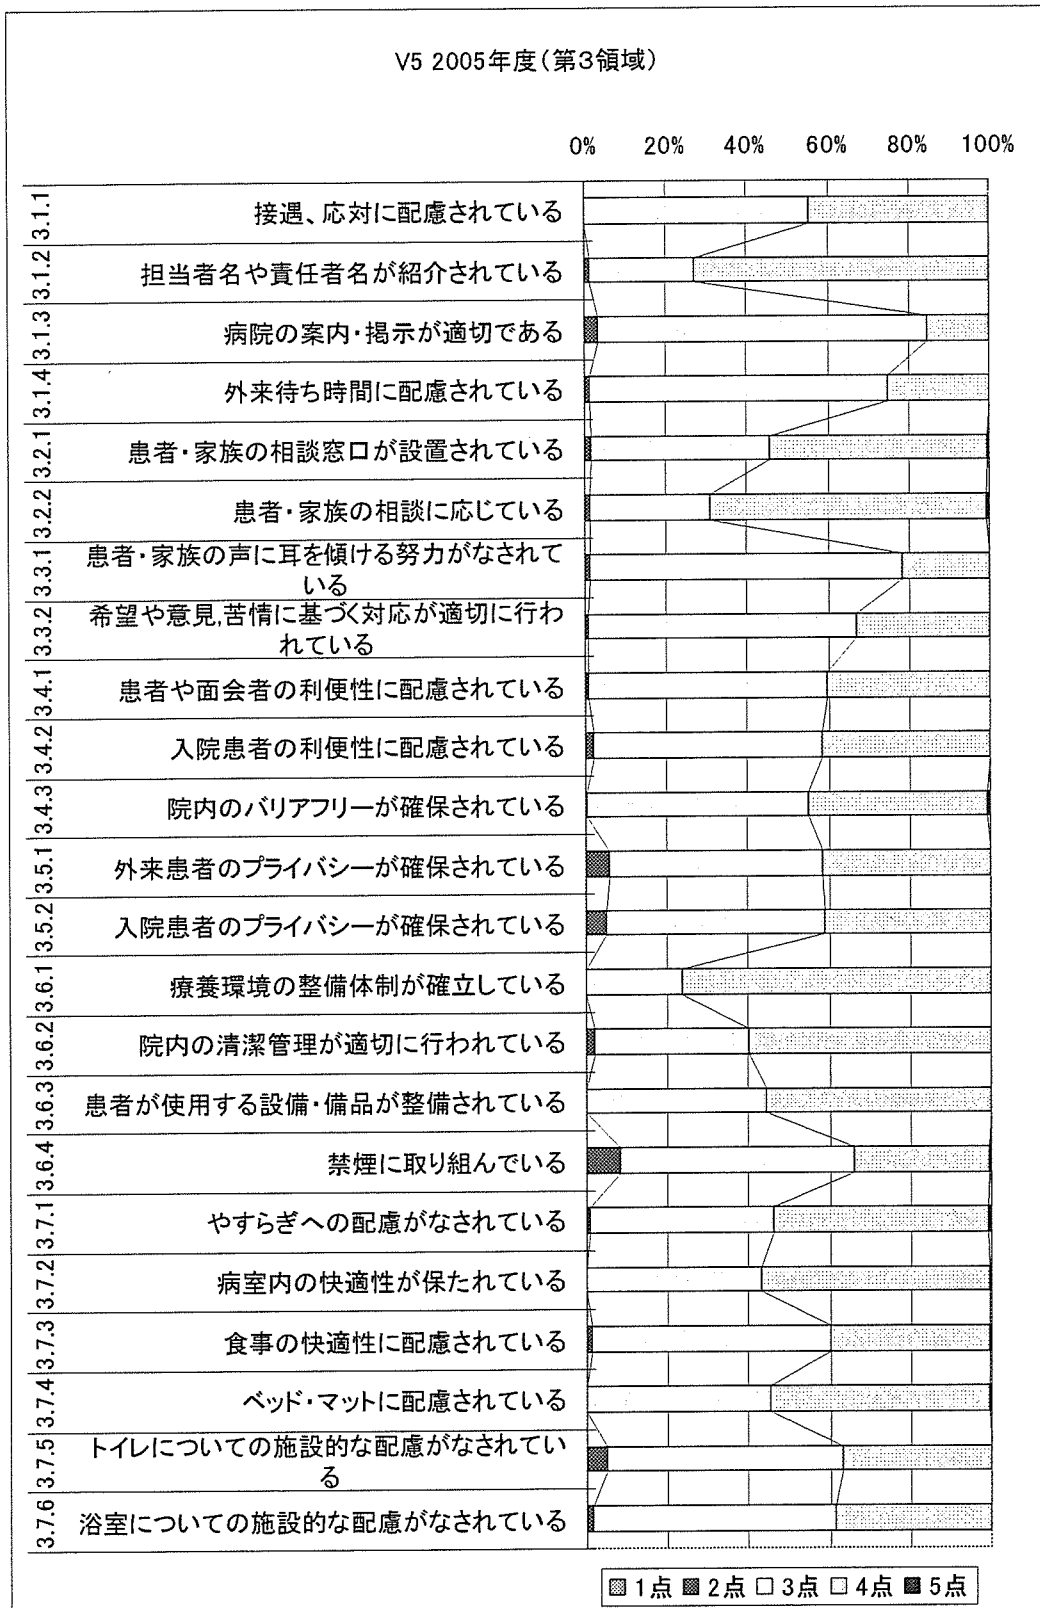 V5 2005年度(第3領域)
0% 20% 40% 60% 80% 100%
3.1.1 接遇、応対に配慮されている
3.1.2 担当者名や責任者名が紹介されている
3.1.3 病院の案内・掲示が適切である
3.1.4 外来待ち時間に配慮されている
3.2.1 患者・家族の相談窓口が設置されている
3.2.2 患者・家族の相談に応じている
3.3.1 患者・家族の声に耳を傾ける努力がなされて
いる
3.3.2 希望や意見,苦情に基づく対応が適切に行わ
れている
3.4.1 患者や面会者の利便性に配慮されている
3.4.2 入院患者の利便性に配慮されている
3.4.3 院内のバリアフリーが確保されている
3.5.1 外来患者のプライバシーが確保されている
3.5.2 入院患者のプライバシーが確保されている
3.6.1 療養環境の整備体制が確立している
3.6.2 院内の清潔管理が適切に行われている
3.6.3 患者が使用する設備・備品が整備されている
3.6.4 禁煙に取り組んでいる
3.7.1 やすらぎへの配慮がなされている
3.7.2 病室内の快適性が保たれている
3.7.3 食事の快適性に配慮されている
3.7.4 ベッド・マットに配慮されている
3.7.5 トイレについての施設的な配慮がなされてい
る
3.7.6 浴室についての施設的な配慮がなされている
1点 2点 3点 4点 5点